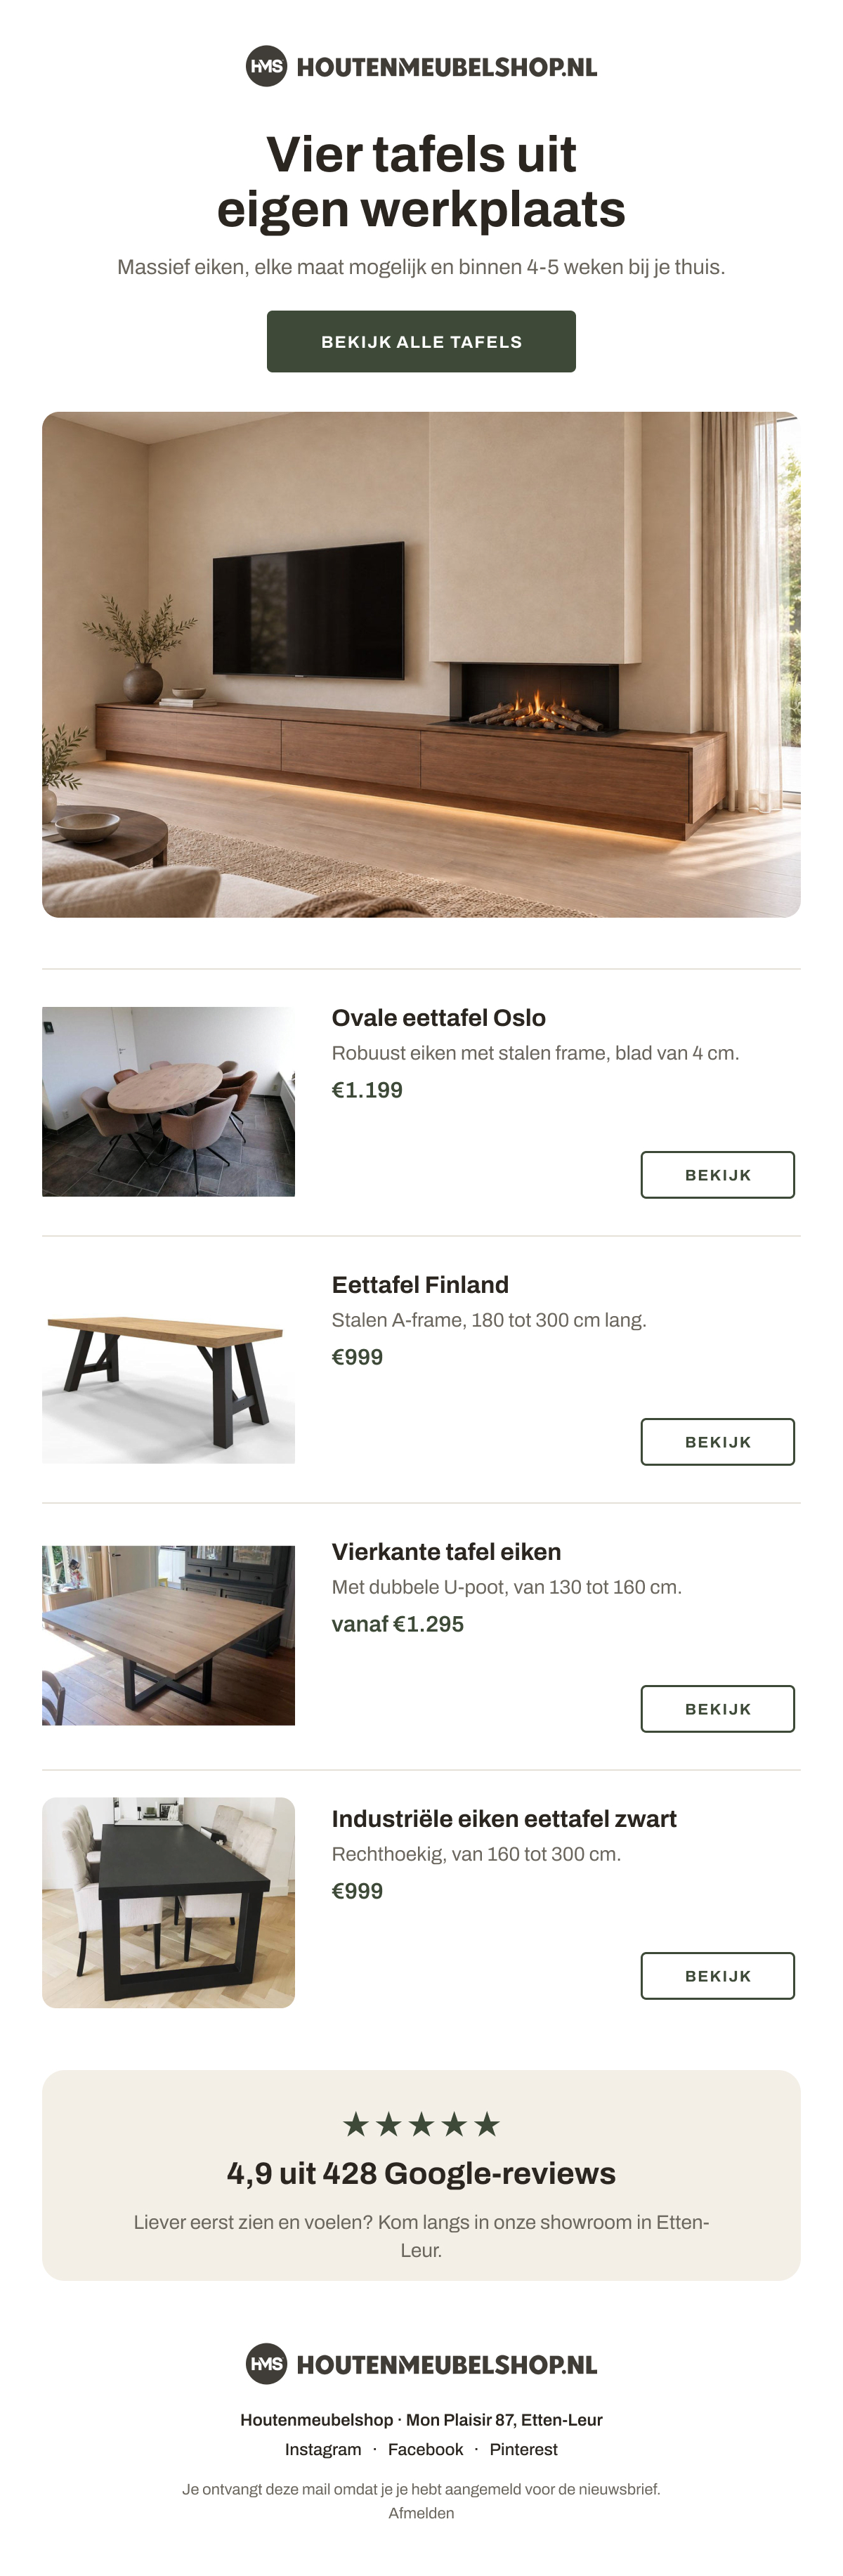 HMS HOUTENMEUBELSHOP.NL
Vier tafels uit
eigen werkplaats
Massief eiken, elke maat mogelijk en binnen 4-5 weken bij je thuis.
BEKIJK ALLE TAFELS
Ovale eettafel Oslo
Robuust eiken met stalen frame, blad van 4 cm.
€1.199
BEKIJK
Eettafel Finland
Stalen A-frame, 180 tot 300 cm lang.
€999
BEKIJK
Vierkante tafel eiken
Met dubbele U-poot, van 130 tot 160 cm.
vanaf €1.295
BEKIJK
Industriële eiken eettafel zwart
Rechthoekig, van 160 tot 300 cm.
€999
BEKIJK
★★★★★
4,9 uit 428 Google-reviews
Liever eerst zien en voelen? Kom langs in onze showroom in Etten-
Leur.
HMS HOUTENMEUBELSHOP.NL
Houtenmeubelshop · Mon Plaisir 87, Etten-Leur
Instagram · Facebook · Pinterest
Je ontvangt deze mail omdat je je hebt aangemeld voor de nieuwsbrief.
Afmelden